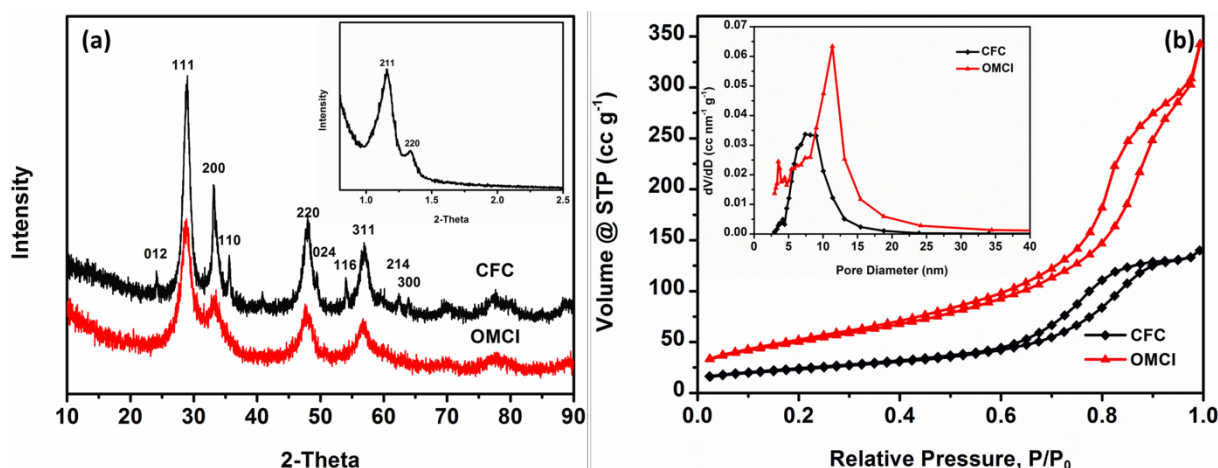 (a)
111
200
110
012
220
024
116
311
214
300
CFC
OMCI
Intensity
10 20 30 40 50 60 70 80 90
2-Theta
211
220
Intensity
1.0 1.5 2.0 2.5
2-Theta
(b)
350
300
250
200
150
100
50
0
Volume @ STP (cc g-1)
0.2 0.4 0.6 0.8 1.0
Relative Pressure, P/P0
CFC
OMCI
0.07
0.06
0.05
0.04
0.03
0.02
0.01
0.00
dV/dD (cc nm-1 g-1)
0 5 10 15 20 25 30 35 40
Pore Diameter (nm)
CFC
OMCI